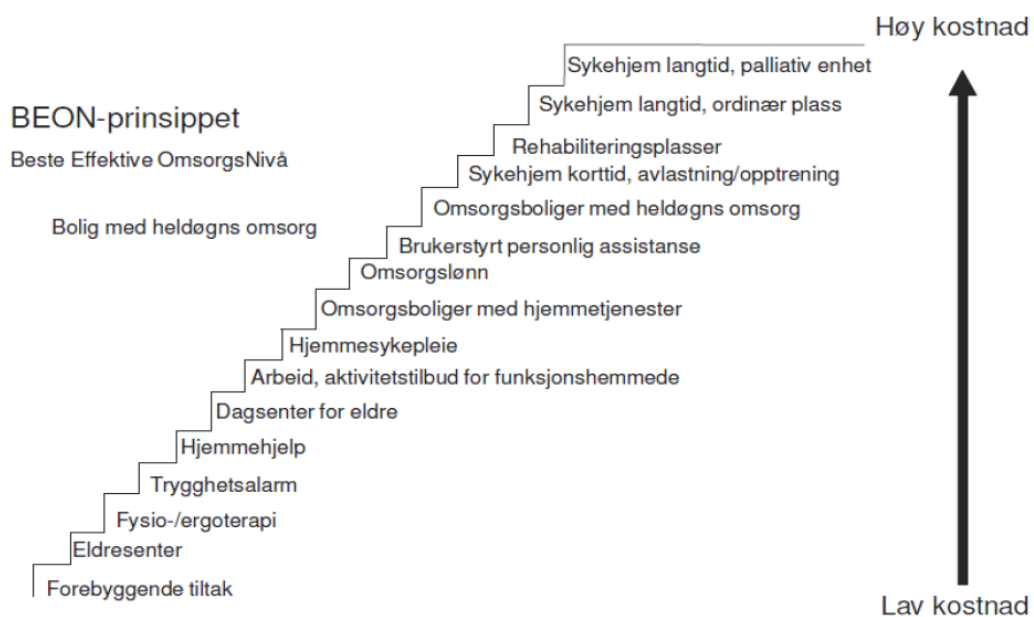 Høy kostnad
Sykehjem langtid, palliativ enhet
Sykehjem langtid, ordinær plass
BEON-prinsippet
Rehabiliteringsplasser
Beste Effektive OmsorgsNivå
Sykehjem korttid, avlastning/opptrening
Omsorgsboliger med heldøgns omsorg
Bolig med heldøgns omsorg
Brukerstyrt personlig assistanse
Omsorgslønn
Omsorgsboliger med hjemmetjenester
Hjemmesykepleie
Arbeid, aktivitetstilbud for funksjonshemmede
Dagsenter for eldre
Hjemmehjelp
Trygghetsalarm
Fysio-/ergoterapi
Eldresenter
Forebyggende tiltak
Lav kostnad